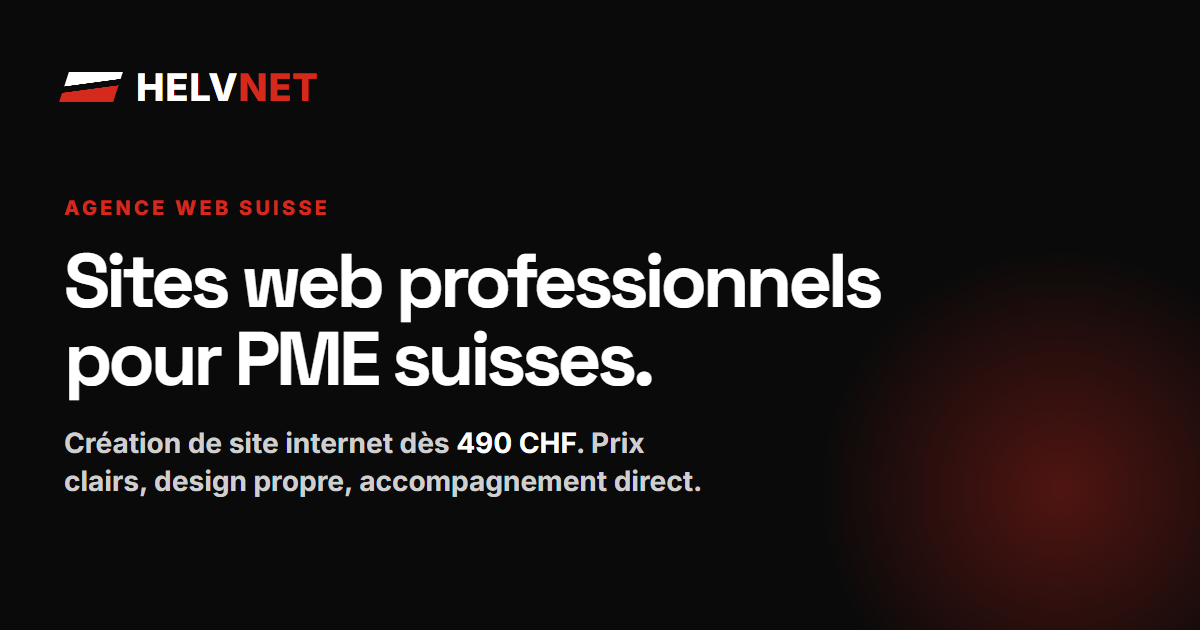 HELVNET
AGENCE WEB SUISSE
Sites web professionnels
pour PME suisses.
Création de site internet dès 490 CHF. Prix
clairs, design propre, accompagnement direct.